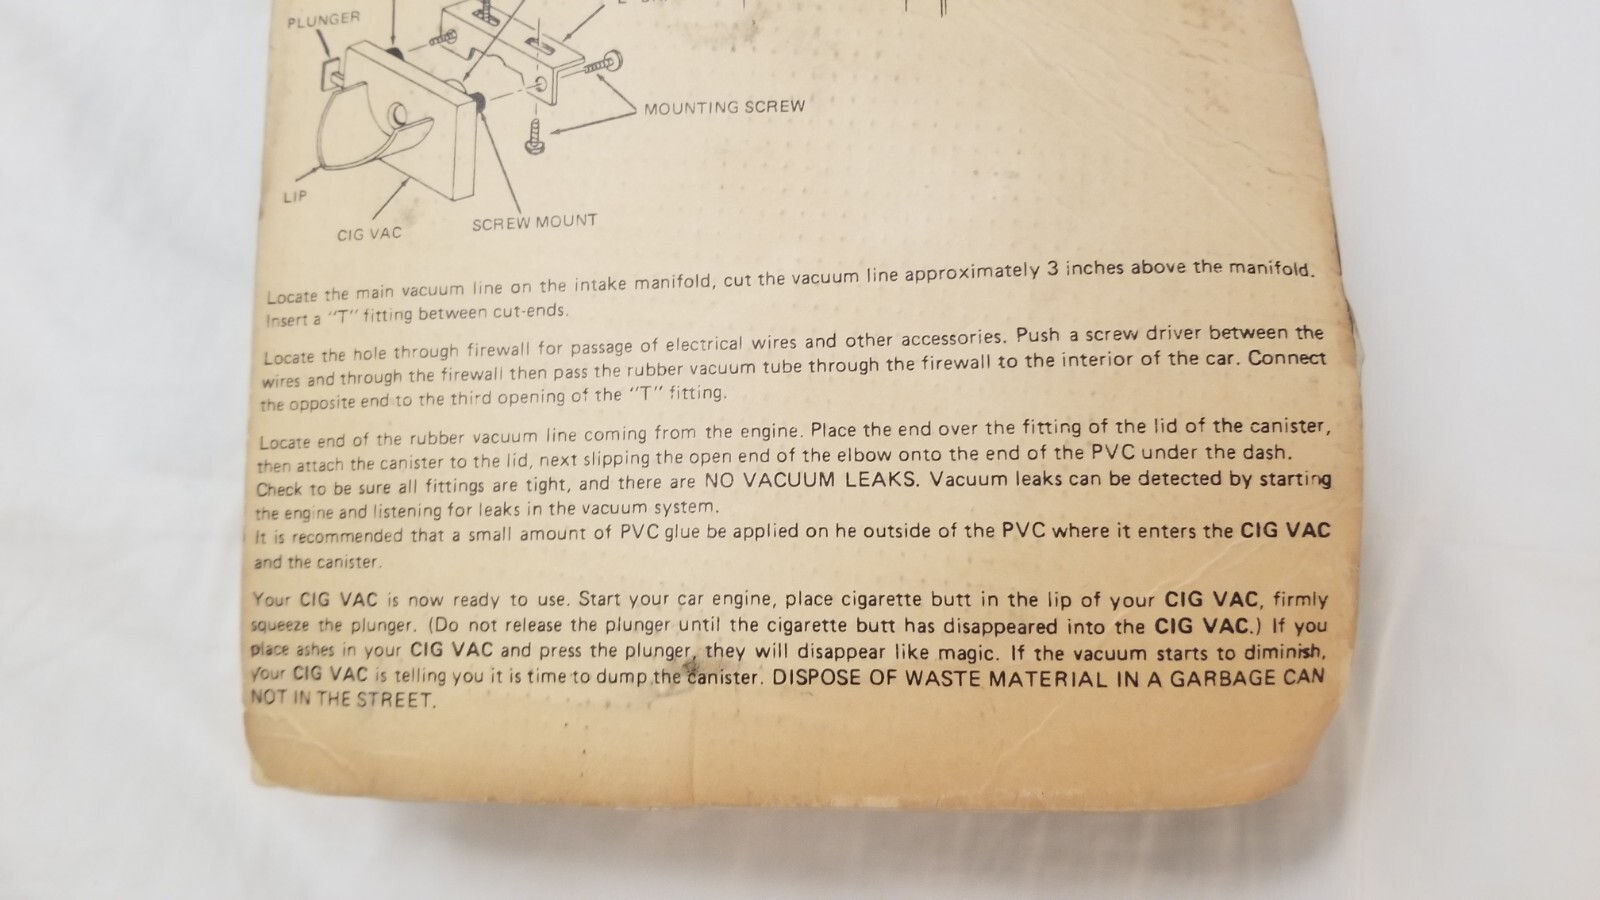 PLUNGER
MOUNTING SCREW
LIP
CIG VAC
SCREW MOUNT
Locate the main vacuum line on the intake manifold, cut the vacuum line approximately 3 inches above the manifold.
Insert a "T" fitting between cut-ends.
Locate the hole through firewall for passage of electrical wires and other accessories. Push a screw driver between the
wires and through the firewall then pass the rubber vacuum tube through the firewall to the interior of the car. Connect
the opposite end to the third opening of the "T" fitting.
Locate end of the rubber vacuum line coming from the engine. Place the end over the fitting of the lid of the canister,
then attach the canister to the lid, next slipping the open end of the elbow onto the end of the PVC under the dash.
Check to be sure all fittings are tight, and there are NO VACUUM LEAKS. Vacuum leaks can be detected by starting
the engine and listening for leaks in the vacuum system.
It is recommended that a small amount of PVC glue be applied on he outside of the PVC where it enters the CIG VAC
and the canister.
Your CIG VAC is now ready to use. Start your car engine, place cigarette butt in the lip of your CIG VAC, firmly
squeeze the plunger. (Do not release the plunger until the cigarette butt has disappeared into the CIG VAC.) If you
place ashes in your CIG VAC and press the plunger, they will disappear like magic. If the vacuum starts to diminish,
your CIG VAC is telling you it is time to dump the canister. DISPOSE OF WASTE MATERIAL IN A GARBAGE CAN
NOT IN THE STREET.